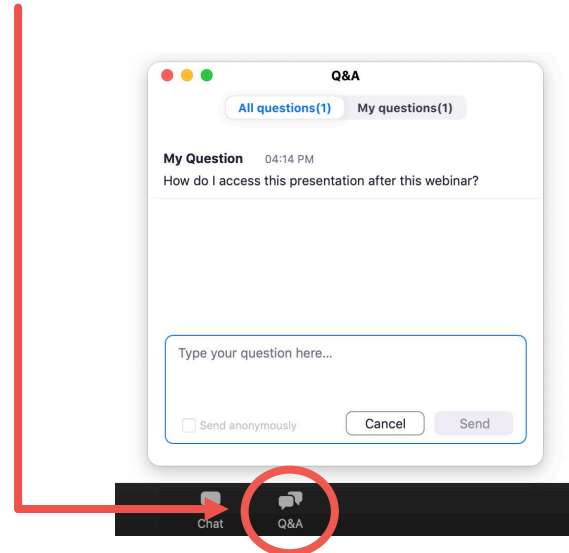 Q&A
All questions(1) My questions(1)
My Question 04:14 PM
How do I access this presentation after this webinar?
Type your question here...
Send anonymously Cancel Send
Chat Q&A